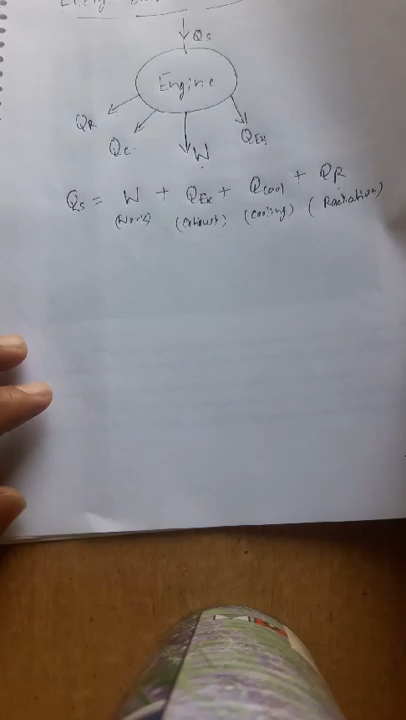 Qs
Engine
QR
Qc
W
QEx
Qs = W + QEx + Qcool + QR
(Work) (Exhaust) (cooling) (Radiation)